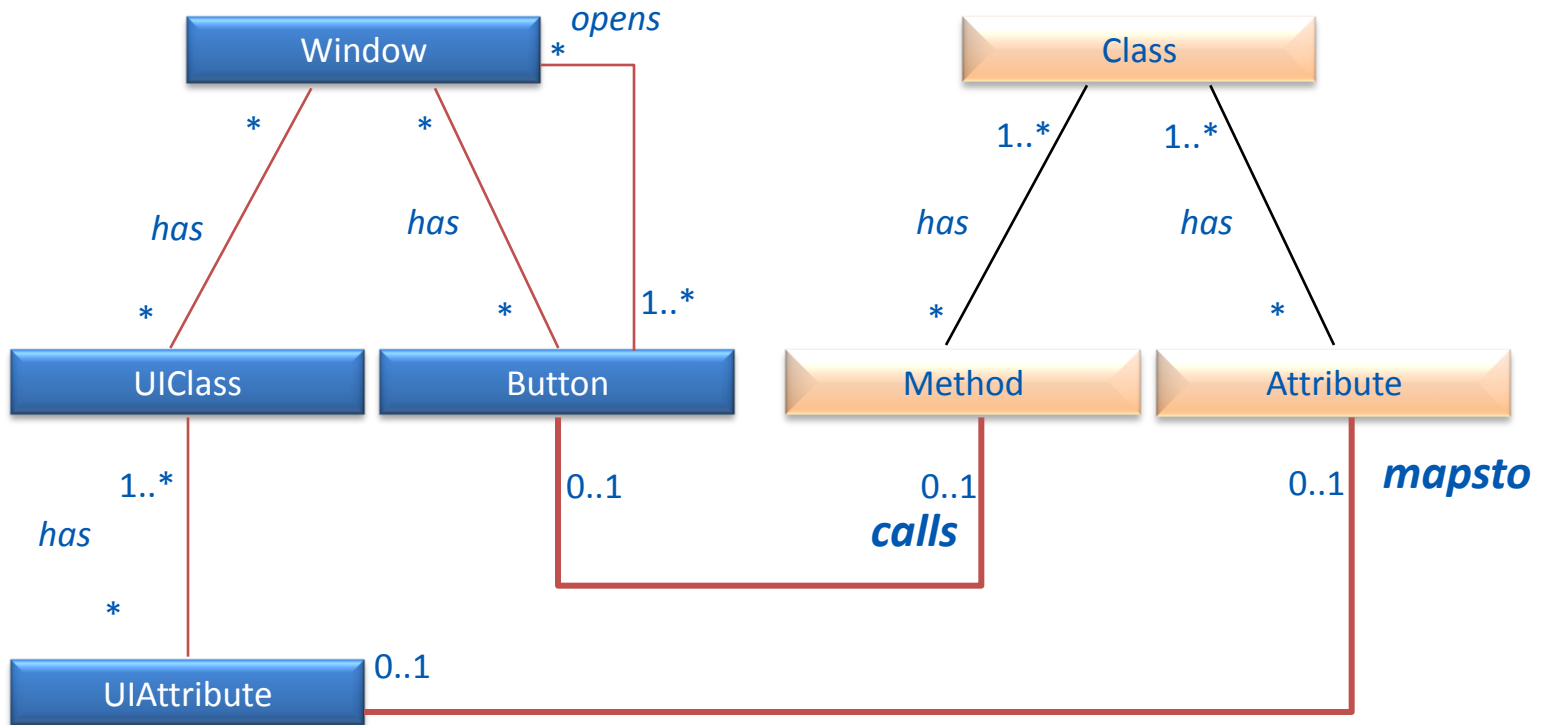 opens
Window
*
Class
*
*
1..*
1..*
has
has
has
has
*
*
1..*
*
*
UIClass
Button
Method
Attribute
1..*
0..1
0..1
0..1
mapsto
has
calls
*
0..1
UIAttribute